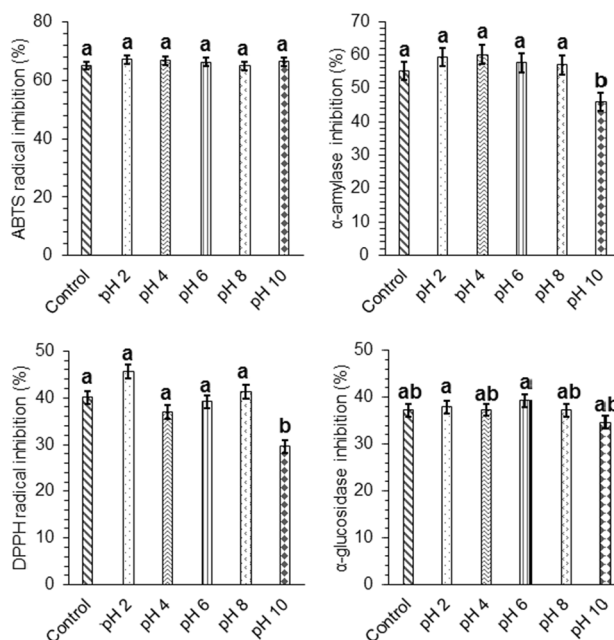 ABTS radical inhibition (%)
80
60
40
20
0
a a a a a a
Control pH 2 pH 4 pH 6 pH 8 pH 10
α-amylase inhibition (%)
70
60
50
40
30
20
10
0
a a a a a b
Control pH 2 pH 4 pH 6 pH 8 pH 10
DPPH radical inhibition (%)
50
40
30
20
10
0
a a a a a b
Control pH 2 pH 4 pH 6 pH 8 pH 10
α-glucosidase inhibition (%)
50
40
30
20
10
0
ab a ab a ab ab
Control pH 2 pH 4 pH 6 pH 8 pH 10